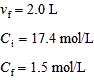 v_f = 2.0 L
C_i = 17.4 mol/L
C_f = 1.5 mol/L